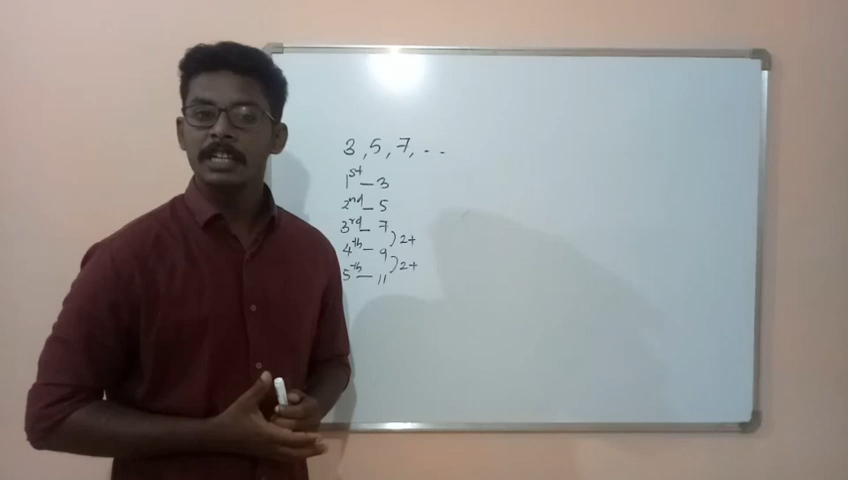 3, 5, 7, . . .
1st - 3
2nd - 5
3rd - 7
4th - 9 ) 2+
5th - 11 ) 2+